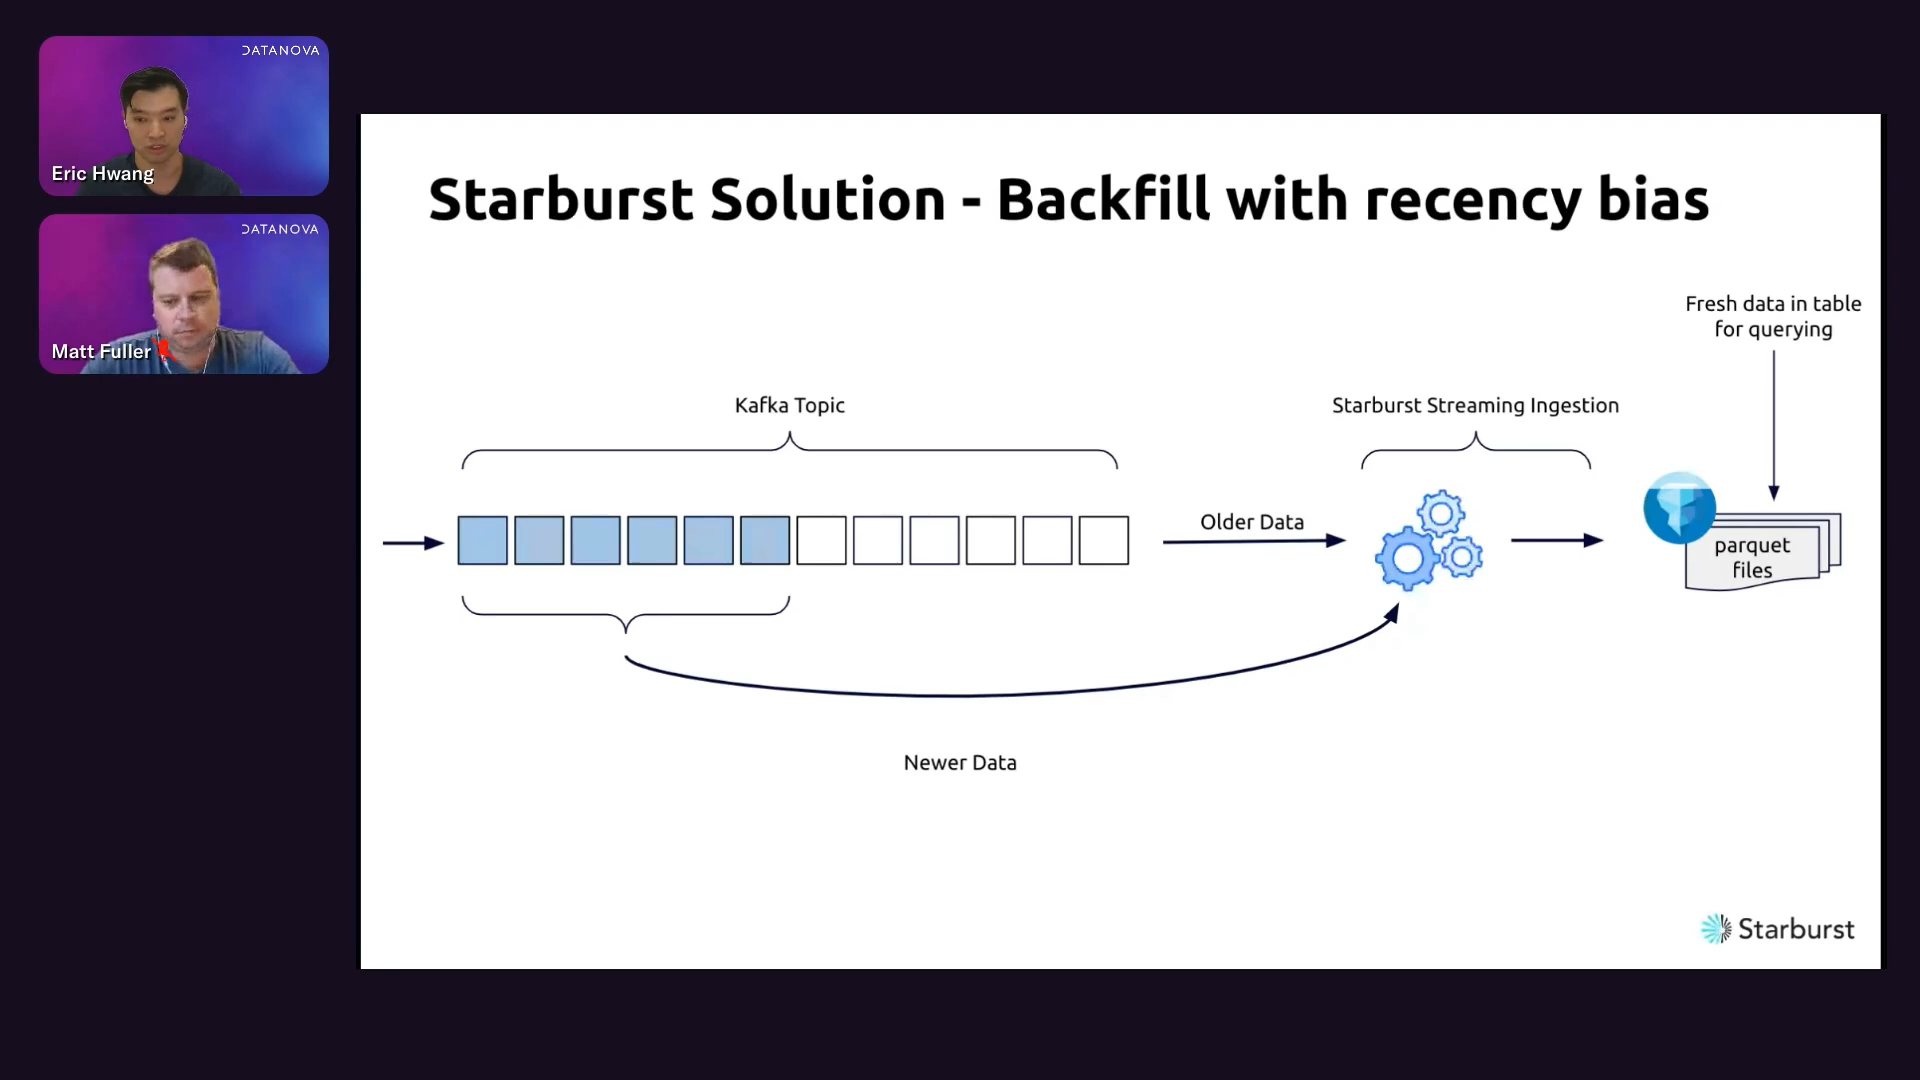 DATANOVA
Eric Hwang
DATANOVA
Matt Fuller
Starburst Solution - Backfill with recency bias
Fresh data in table
for querying
Kafka Topic
Starburst Streaming Ingestion
Older Data
parquet
files
Newer Data
Starburst